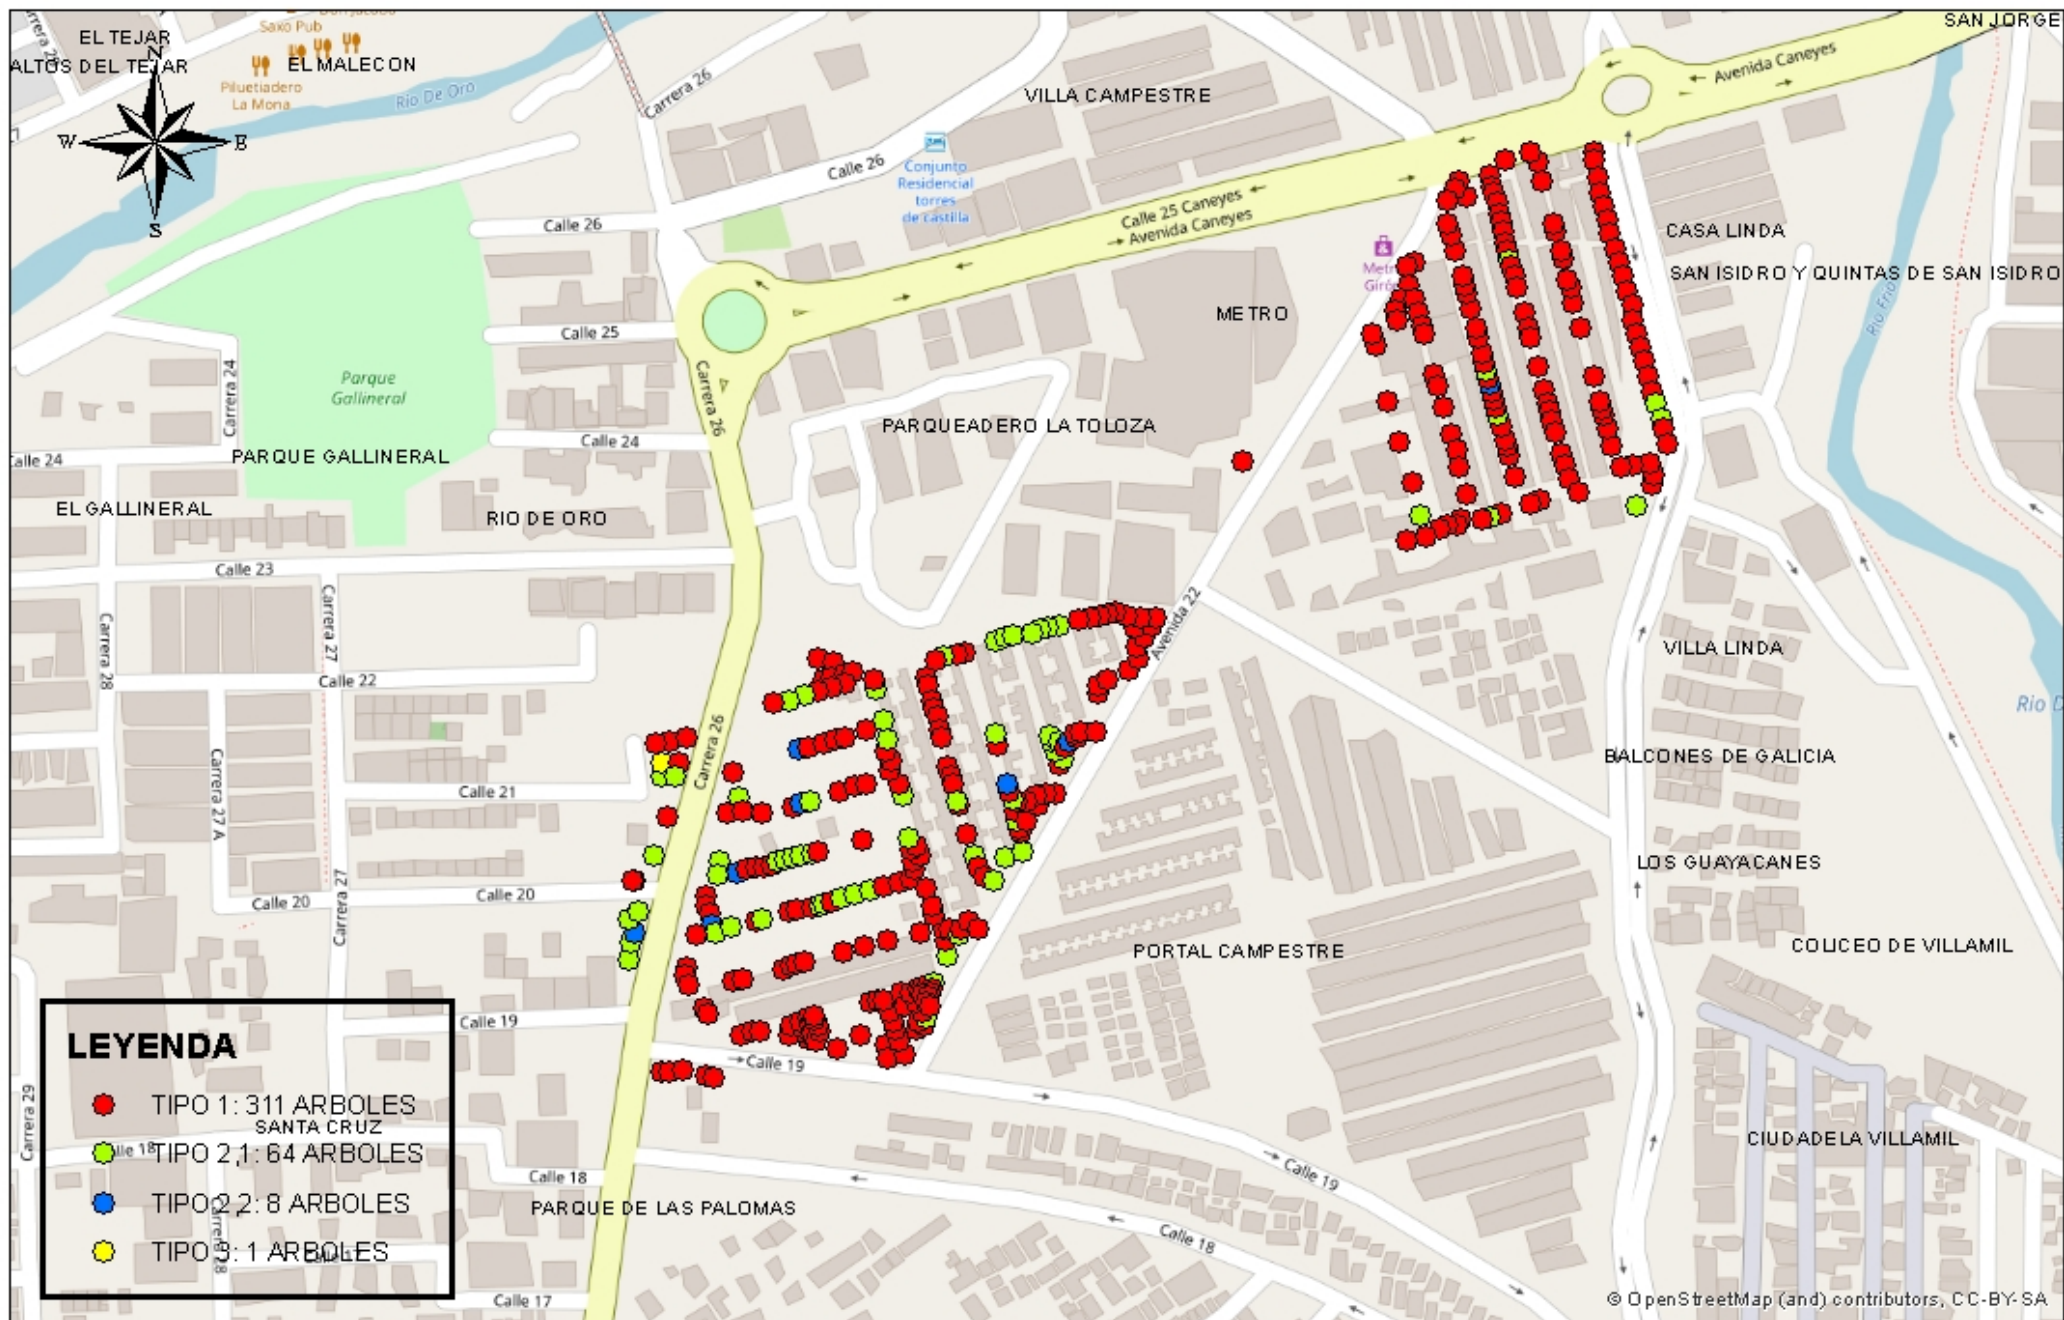 SAN JORGE
Saxo Pub
EL TEJAR
N
ALTOS DEL TEJAR
EL MALECON
Piluetiadero
La Mona
Rio De Oro
Carrera 26
VILLA CAMPESTRE
Avenida Caneyes
W
E
S
Calle 26
Conjunto
Residencial
torres
de castilla
Calle 26
Calle 25 Caneyes
Avenida Caneyes
CASA LINDA
SAN ISIDRO Y QUINTAS DE SAN ISIDRO
Rio Frio
METRO
Calle 25
Carrera 24
Parque
Gallineral
Carrera 26
PARQUEADERO LA TOLOZA
Calle 24
Calle 24
PARQUE GALLINERAL
EL GALLINERAL
RIO DE ORO
Calle 23
Carrera 27
Carrera 28
Avenida 22
VILLA LINDA
Calle 22
Rio D
Carrera 26
BALCONES DE GALICIA
Carrera 27 A
Calle 21
LOS GUAYACANES
Calle 20
Calle 20
Carrera 27
PORTAL CAMPESTRE
COLICEO DE VILLAMIL
Calle 19
Calle 19
LEYENDA
TIPO 1: 311 ARBOLES
SANTA CRUZ
TIPO 2,1: 64 ARBOLES
TIPO 2,2: 8 ARBOLES
TIPO 3: 1 ARBOLES
Carrera 29
Calle 18
CIUDADELA VILLAMIL
Calle 19
PARQUE DE LAS PALOMAS
Calle 18
Calle 17
© OpenStreetMap (and) contributors, CC-BY-SA